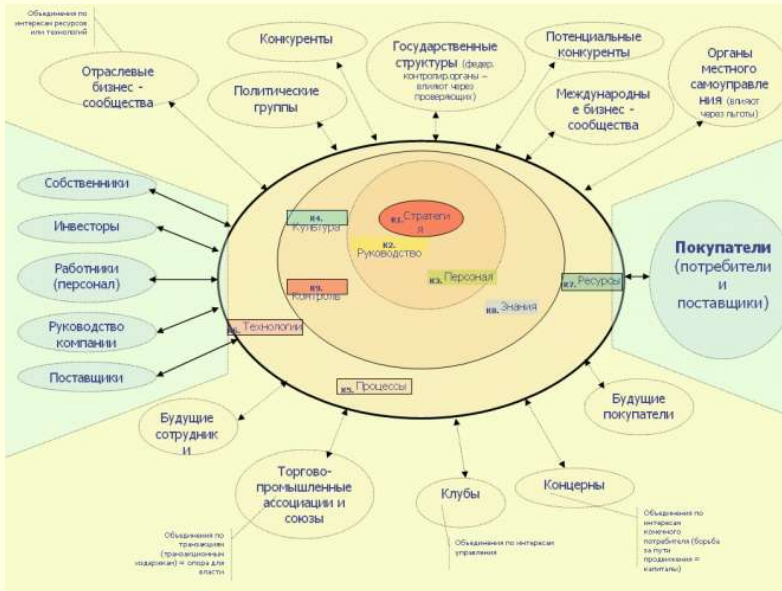 Объединения по
интересам ресурсов
или технологий
Отраслевые
бизнес -
сообщества
Конкуренты
Политические
группы
Государственные
структуры (федер.
контролир.органы –
влияют через
проверяющих)
Потенциальные
конкуренты
Международны
е бизнес -
сообщества
Органы
местного
самоуправле
ния (влияют
через льготы)
Собственники
Инвесторы
Работники
(персонал)
Руководство
компании
Поставщики
К1.Стратеги
я
К4.
Культура
К2.
Руководство
К3. Персонал
К9.
Контроль
К8. Знания
К7. Ресурсы
К6. Технологии
К5. Процессы
Покупатели
(потребители
и
поставщики)
Будущие
сотрудник
и
Торгово-
промышленные
ассоциации и
союзы
Клубы
Концерны
Будущие
покупатели
Объединения по
транзакциям
(транзакционным
издержкам) = опора для
власти
Объединения по интересам
управления
Объединения по
интересам
конечного
потребителя (борьба
за пути
продвижения =
капиталы)